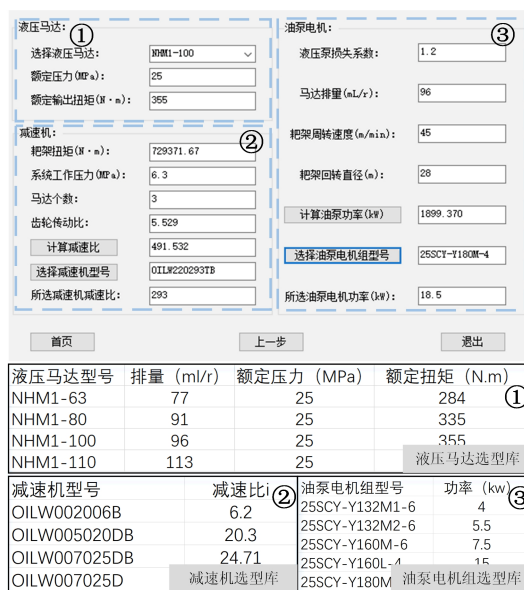 液压马达:
①
选择液压马达: NHM1-100
额定压力(MPa): 25
额定输出扭矩(N·m): 355
减速机:
②
耙架扭矩(N·m): 729371.67
系统工作压力(MPa): 6.3
马达个数: 3
齿轮传动比: 5.529
计算减速比 491.532
选择减速机型号 OILW220293TB
所选减速机减速比: 293
油泵电机:
③
液压泵损失系数: 1.2
马达排量(mL/r): 96
耙架周转速度(m/min): 45
耙架回转直径(m): 28
计算油泵功率(kW) 1899.370
选择油泵电机组型号 25SCY-Y180M-4
所选油泵电机功率(kW): 18.5
首页 上一步 退出
液压马达型号 排量（ml/r） 额定压力（MPa） 额定扭矩（N.m）
NHM1-63 77 25 284
①
NHM1-80 91 25 335
NHM1-100 96 25 355
NHM1-110 113 25
液压马达选型库
减速机型号 减速比i
②
OILW002006B 6.2
OILW005020DB 20.3
OILW007025DB 24.71
OILW007025D
减速机选型库
油泵电机组型号 功率（kw）
③
25SCY-Y132M1-6 4
25SCY-Y132M2-6 5.5
25SCY-Y160M-6 7.5
25SCY-Y160L-4 15
25SCY-Y180M
油泵电机组选型库